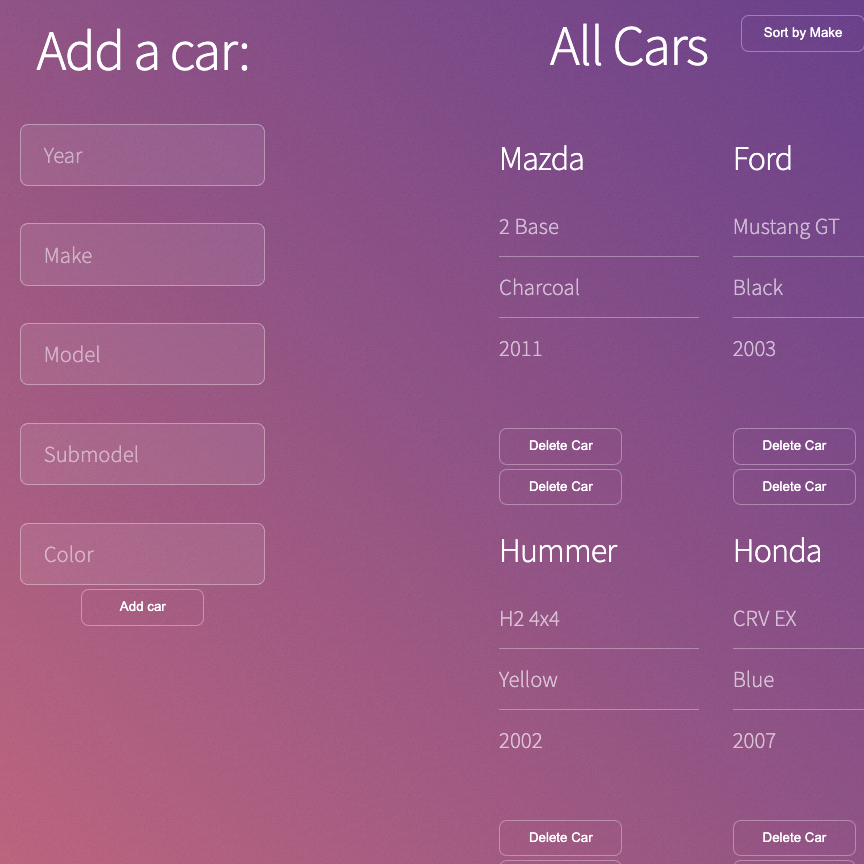 Add a car:
Year
Make
Model
Submodel
Color
Add car
All Cars
Sort by Make
Mazda
2 Base
Charcoal
2011
Delete Car
Delete Car
Ford
Mustang GT
Black
2003
Delete Car
Delete Car
Hummer
H2 4x4
Yellow
2002
Delete Car
Honda
CRV EX
Blue
2007
Delete Car